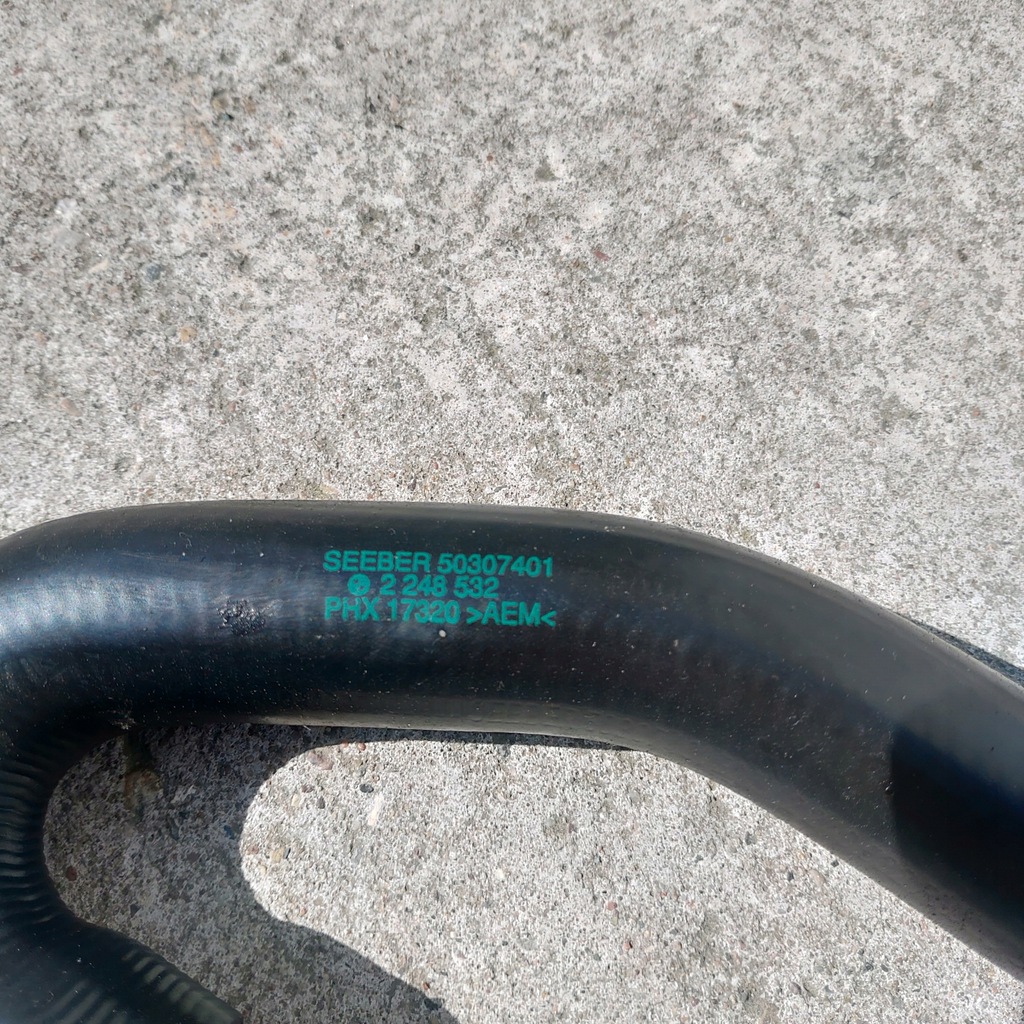 SEEBER 50307401
2 248 532
PHX 17320 >AEM<